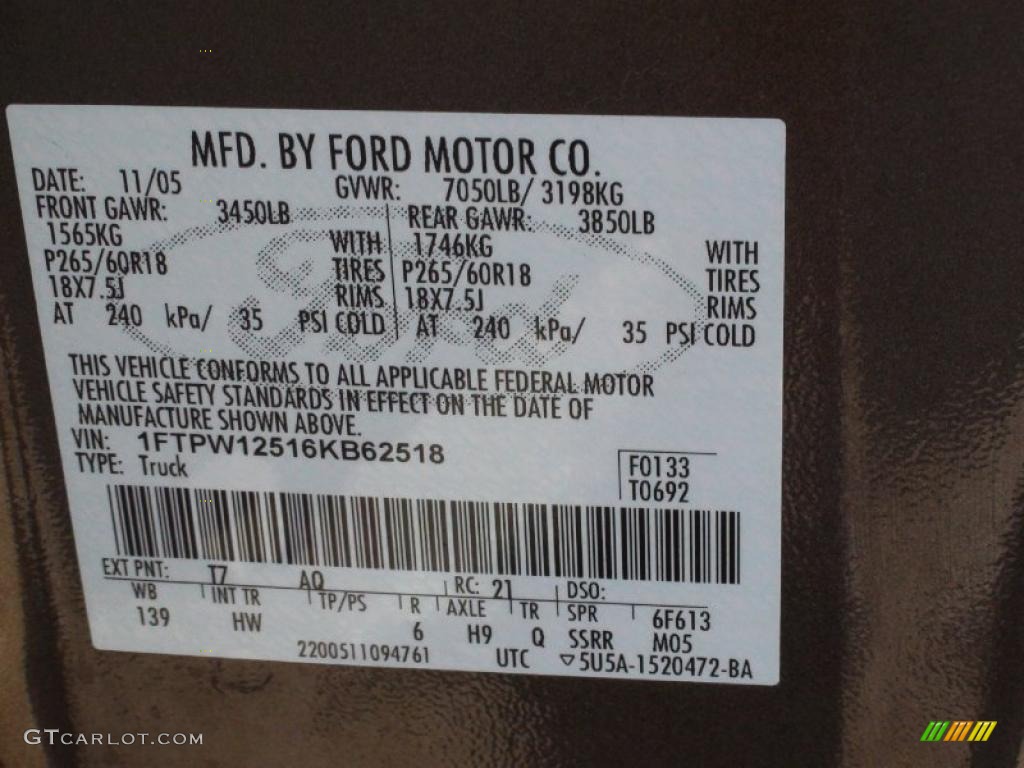 MFD. BY FORD MOTOR CO.
DATE: 11/05 GVWR: 7050LB/ 3198KG
FRONT GAWR: 3450LB REAR GAWR: 3850LB
1565KG WITH 1746KG WITH
P265/60R18 TIRES P265/60R18 TIRES
18X7.5J RIMS 18X7.5J RIMS
AT 240 kPa/ 35 PSI COLD AT 240 kPa/ 35 PSI COLD
Ford
THIS VEHICLE CONFORMS TO ALL APPLICABLE FEDERAL MOTOR
VEHICLE SAFETY STANDARDS IN EFFECT ON THE DATE OF
MANUFACTURE SHOWN ABOVE.
VIN: 1FTPW12516KB62518
TYPE: Truck
F0133
T0692
EXT PNT: T7 AQ RC: 21 DSO:
WB INT TR TP/PS R AXLE TR SPR 6F613
139 HW 6 H9 Q SSRR M05
2200511094761 UTC ▽5U5A-1520472-BA
GTCARLOT.COM